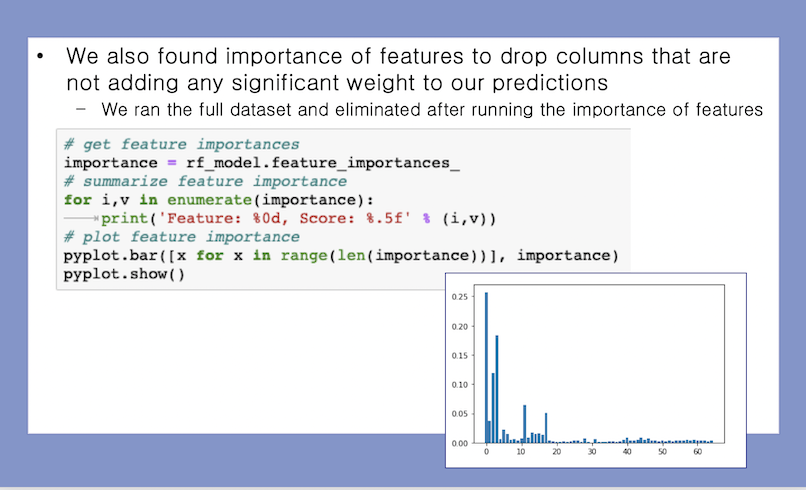 • We also found importance of features to drop columns that are
not adding any significant weight to our predictions
– We ran the full dataset and eliminated after running the importance of features
# get feature importances
importance = rf_model.feature_importances_
# summarize feature importance
for i,v in enumerate(importance):
print('Feature: %0d, Score: %.5f' % (i,v))
# plot feature importance
pyplot.bar([x for x in range(len(importance))], importance)
pyplot.show()
0.25
0.20
0.15
0.10
0.05
0.00
0 10 20 30 40 50 60